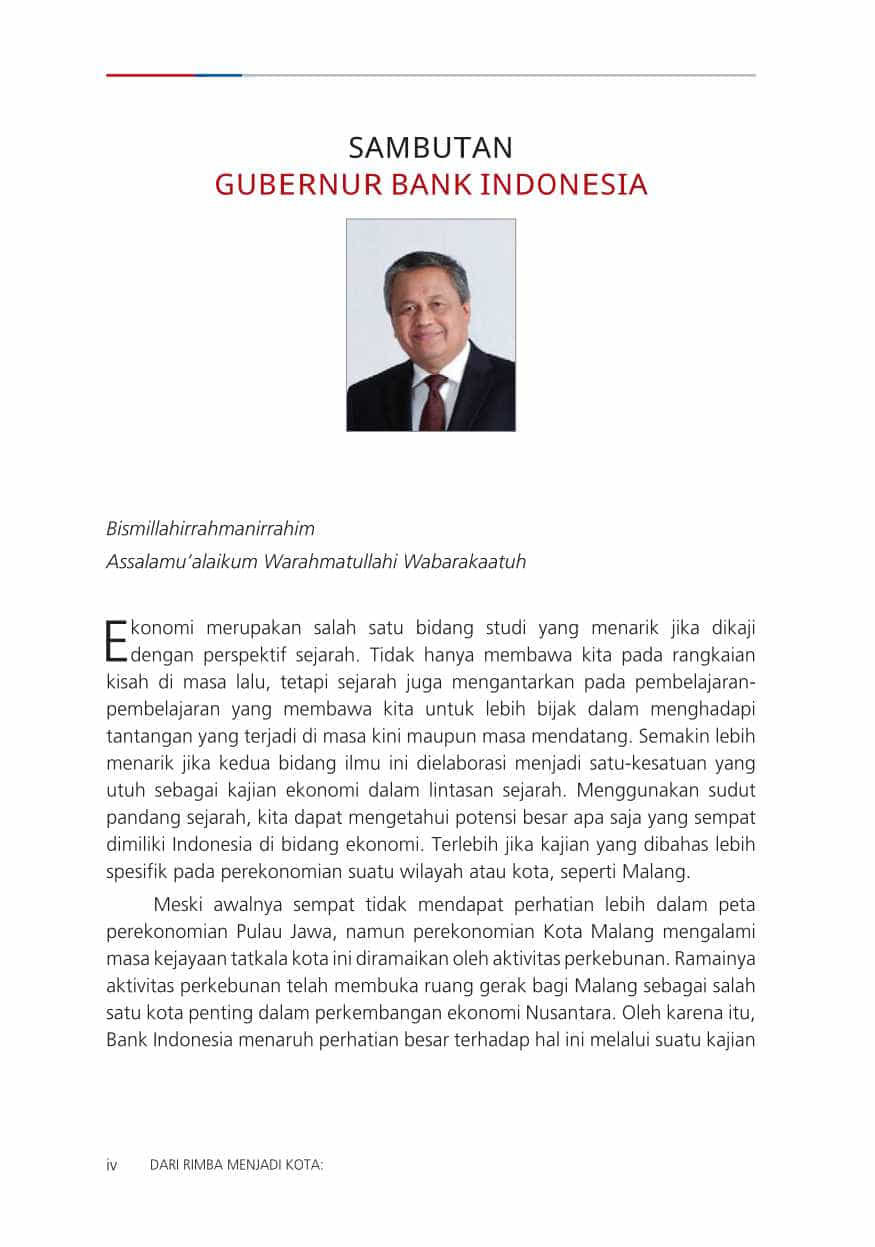 SAMBUTAN
GUBERNUR BANK INDONESIA
Bismillahirrahmanirrahim
Assalamu’alaikum Warahmatullahi Wabarakaatuh
Ekonomi merupakan salah satu bidang studi yang menarik jika dikaji
dengan perspektif sejarah. Tidak hanya membawa kita pada rangkaian
kisah di masa lalu, tetapi sejarah juga mengantarkan pada pembelajaran-
pembelajaran yang membawa kita untuk lebih bijak dalam menghadapi
tantangan yang terjadi di masa kini maupun masa mendatang. Semakin lebih
menarik jika kedua bidang ilmu ini dielaborasi menjadi satu-kesatuan yang
utuh sebagai kajian ekonomi dalam lintasan sejarah. Menggunakan sudut
pandang sejarah, kita dapat mengetahui potensi besar apa saja yang sempat
dimiliki Indonesia di bidang ekonomi. Terlebih jika kajian yang dibahas lebih
spesifik pada perekonomian suatu wilayah atau kota, seperti Malang.
Meski awalnya sempat tidak mendapat perhatian lebih dalam peta
perekonomian Pulau Jawa, namun perekonomian Kota Malang mengalami
masa kejayaan tatkala kota ini diramaikan oleh aktivitas perkebunan. Ramainya
aktivitas perkebunan telah membuka ruang gerak bagi Malang sebagai salah
satu kota penting dalam perkembangan ekonomi Nusantara. Oleh karena itu,
Bank Indonesia menaruh perhatian besar terhadap hal ini melalui suatu kajian
iv DARI RIMBA MENJADI KOTA: